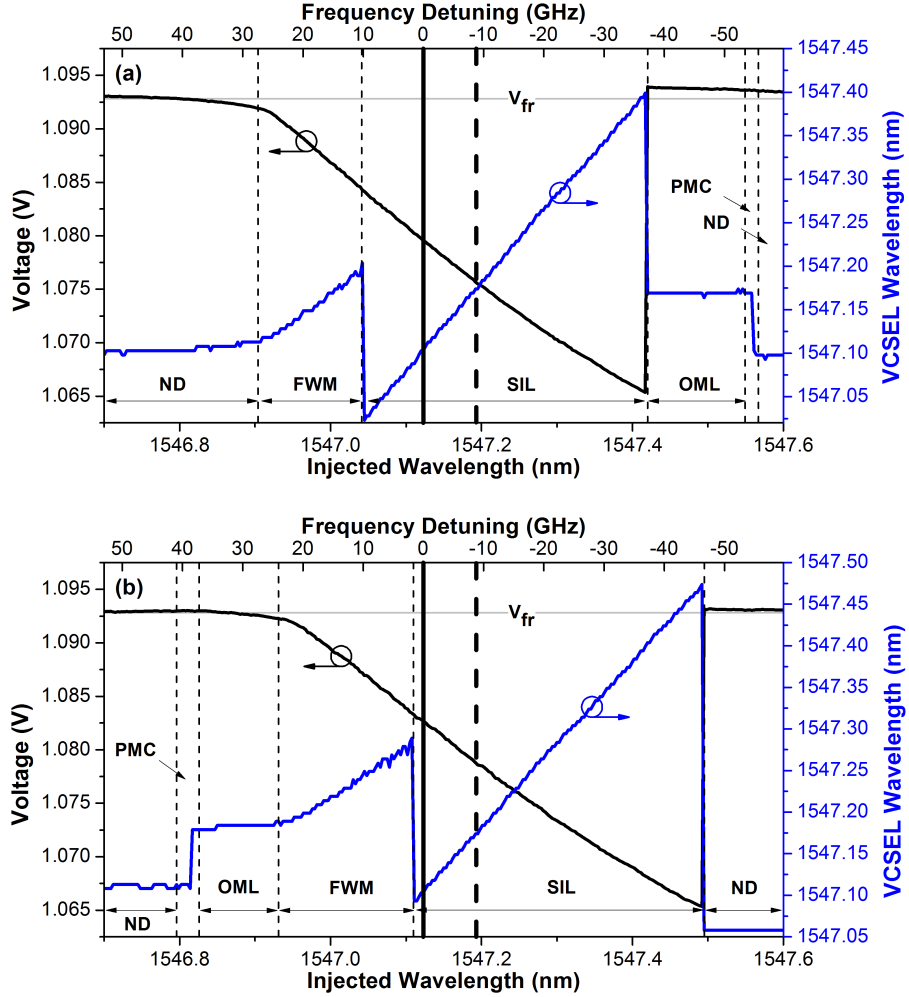 Frequency Detuning (GHz)
50 40 30 20 10 0 -10 -20 -30 -40 -50
(a)
1.095
1.090
1.085
1.080
1.075
1.070
1.065
Voltage (V)
Vfr
PMC
ND
ND FWM SIL OML
1547.45
1547.40
1547.35
1547.30
1547.25
1547.20
1547.15
1547.10
1547.05
VCSEL Wavelength (nm)
1546.8 1547.0 1547.2 1547.4 1547.6
Injected Wavelength (nm)
Frequency Detuning (GHz)
50 40 30 20 10 0 -10 -20 -30 -40 -50
(b)
1.095
1.090
1.085
1.080
1.075
1.070
1.065
Voltage (V)
Vfr
PMC
OML FWM SIL ND
ND
1547.50
1547.45
1547.40
1547.35
1547.30
1547.25
1547.20
1547.15
1547.10
1547.05
VCSEL Wavelength (nm)
1546.8 1547.0 1547.2 1547.4 1547.6
Injected Wavelength (nm)